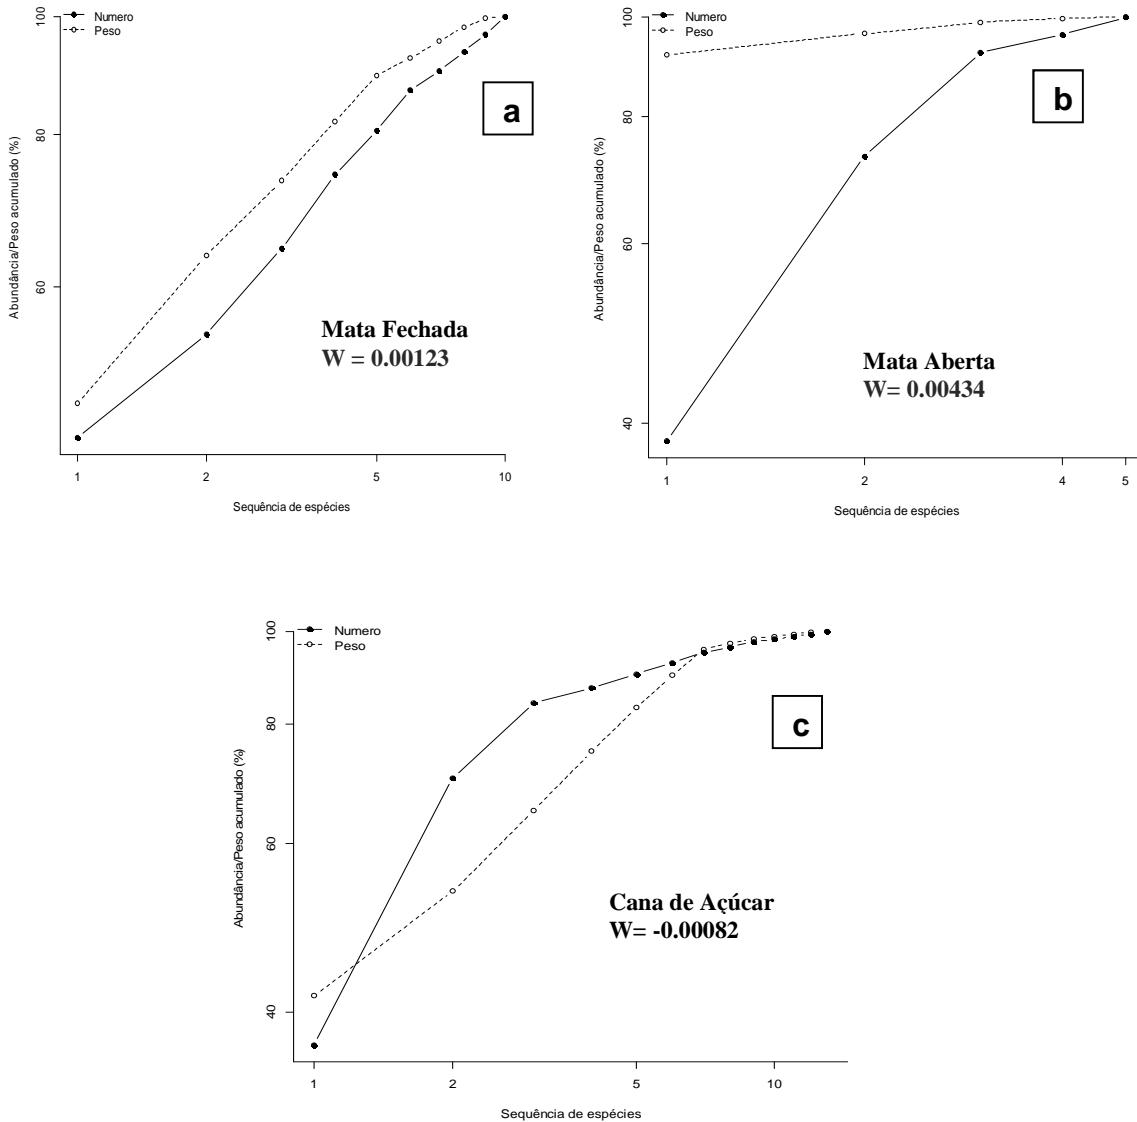 Numero
Peso
100
80
60
Abundância/Peso acumulado (%)
a
Mata Fechada
W = 0.00123
1 2 5 10
Sequência de espécies
Numero
Peso
100
80
60
40
Abundância/Peso acumulado (%)
b
Mata Aberta
W= 0.00434
1 2 4 5
Sequência de espécies
Numero
Peso
100
80
60
40
Abundância/Peso acumulado (%)
c
Cana de Açúcar
W= -0.00082
1 2 5 10
Sequência de espécies